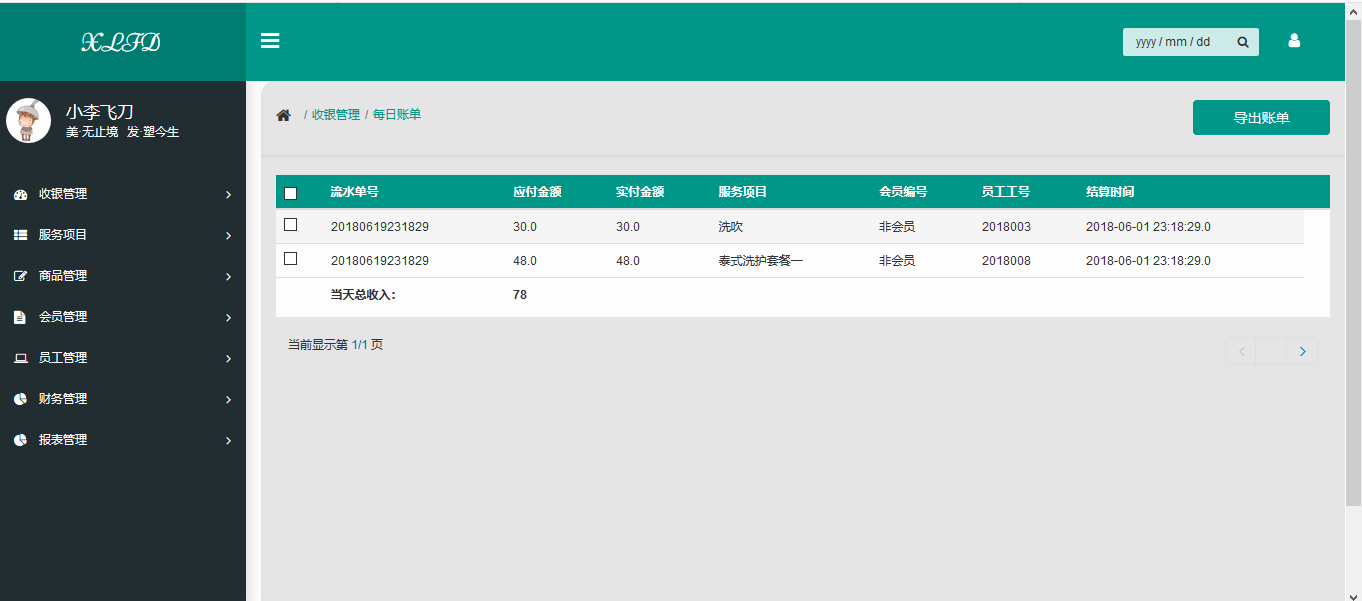 XLFD
yyyy / mm / dd
小李飞刀
美·无止境 发·塑今生
/ 收银管理 / 每日账单
导出账单
收银管理
服务项目
商品管理
会员管理
员工管理
财务管理
报表管理
流水单号 应付金额 实付金额 服务项目 会员编号 员工工号 结算时间
20180619231829 30.0 30.0 洗吹 非会员 2018003 2018-06-01 23:18:29.0
20180619231829 48.0 48.0 泰式洗护套餐一 非会员 2018008 2018-06-01 23:18:29.0
当天总收入: 78
当前显示第 1/1 页